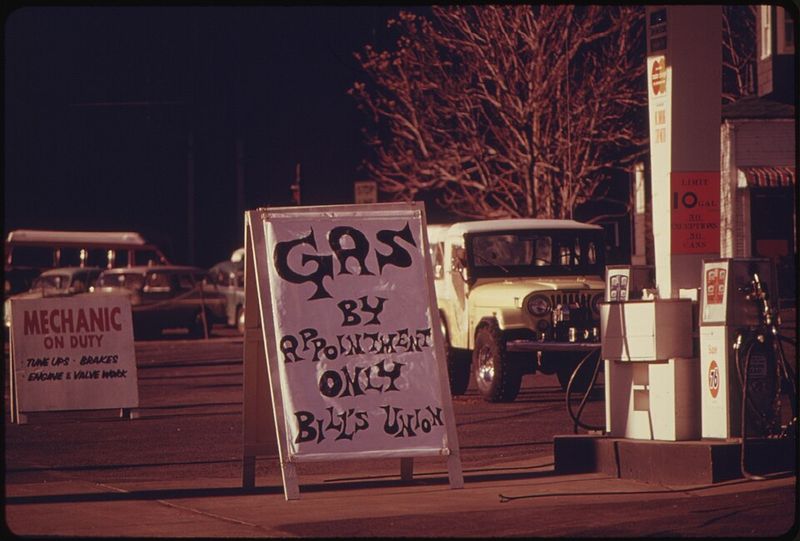 MECHANIC
ON DUTY
· TUNE UPS · BRAKES
· ENGINE & VALVE WORK
GAS
BY
APPOINTMENT
ONLY
BILL'S UNION
LIMIT
10 GAL
NO
EXCEPTIONS
NO
CANS
76